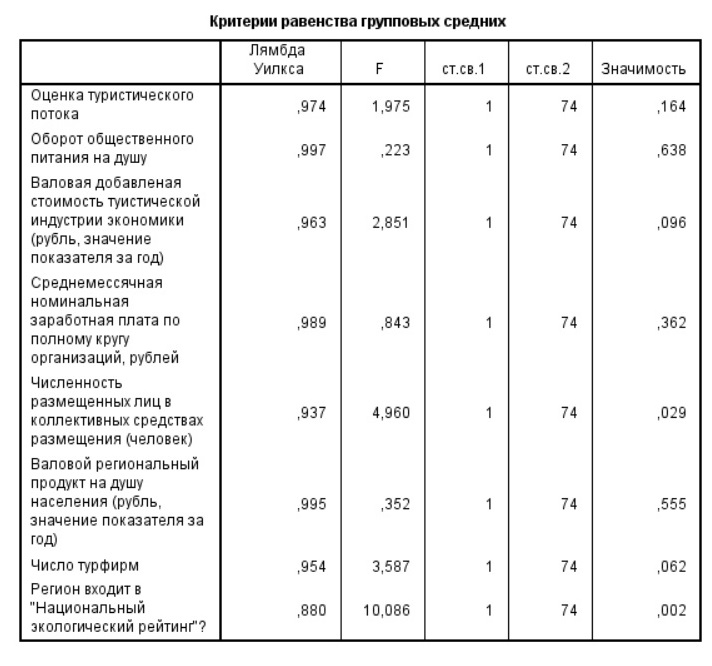 Критерии равенства групповых средних
Лямбда
Уилкса F ст.св.1 ст.св.2 Значимость
Оценка туристического
потока ,974 1,975 1 74 ,164
Оборот общественного
питания на душу ,997 ,223 1 74 ,638
Валовая добавленая
стоимость туистической
индустрии экономики ,963 2,851 1 74 ,096
(рубль, значение
показателя за год)
Среднемессячная
номинальная
заработная плата по ,989 ,843 1 74 ,362
полному кругу
организаций, рублей
Численность
размещенных лиц в
коллективных средствах ,937 4,960 1 74 ,029
размещения (человек)
Валовой региональный
продукт на душу
населения (рубль, ,995 ,352 1 74 ,555
значение показателя за
год)
Число турфирм ,954 3,587 1 74 ,062
Регион входит в
"Национальный ,880 10,086 1 74 ,002
экологический рейтинг"?